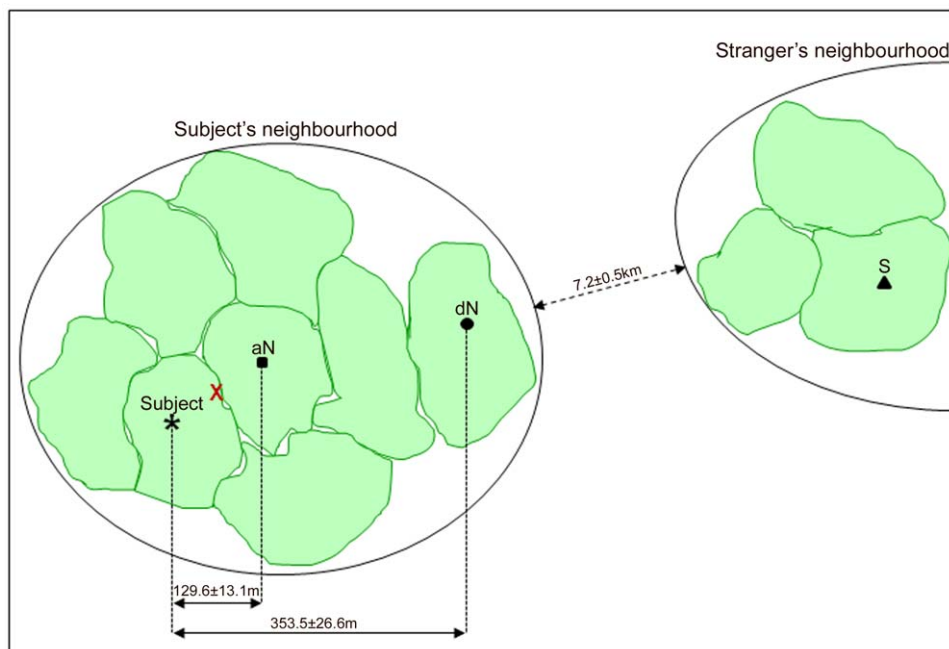 Stranger's neighbourhood
Subject's neighbourhood
7.2±0.5km
S
dN
aN
X
Subject
*
129.6±13.1m
353.5±26.6m